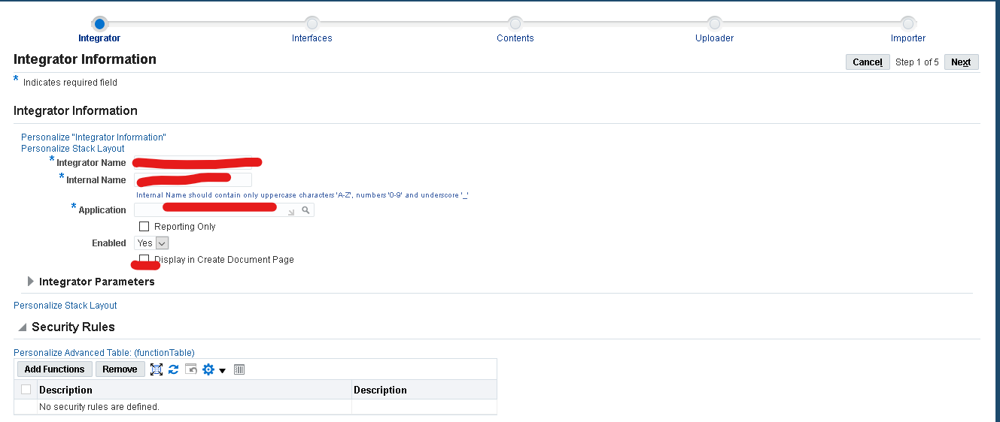 Integrator Interfaces Contents Uploader Importer
Integrator Information
Cancel Step 1 of 5 Next
* Indicates required field
Integrator Information
Personalize "Integrator Information"
Personalize Stack Layout
* Integrator Name
* Internal Name
Internal Name should contain only uppercase characters 'A-Z', numbers '0-9' and underscore '_'
* Application
Reporting Only
Enabled Yes
Display in Create Document Page
Integrator Parameters
Personalize Stack Layout
Security Rules
Personalize Advanced Table: (functionTable)
Add Functions Remove
Description Description
No security rules are defined.